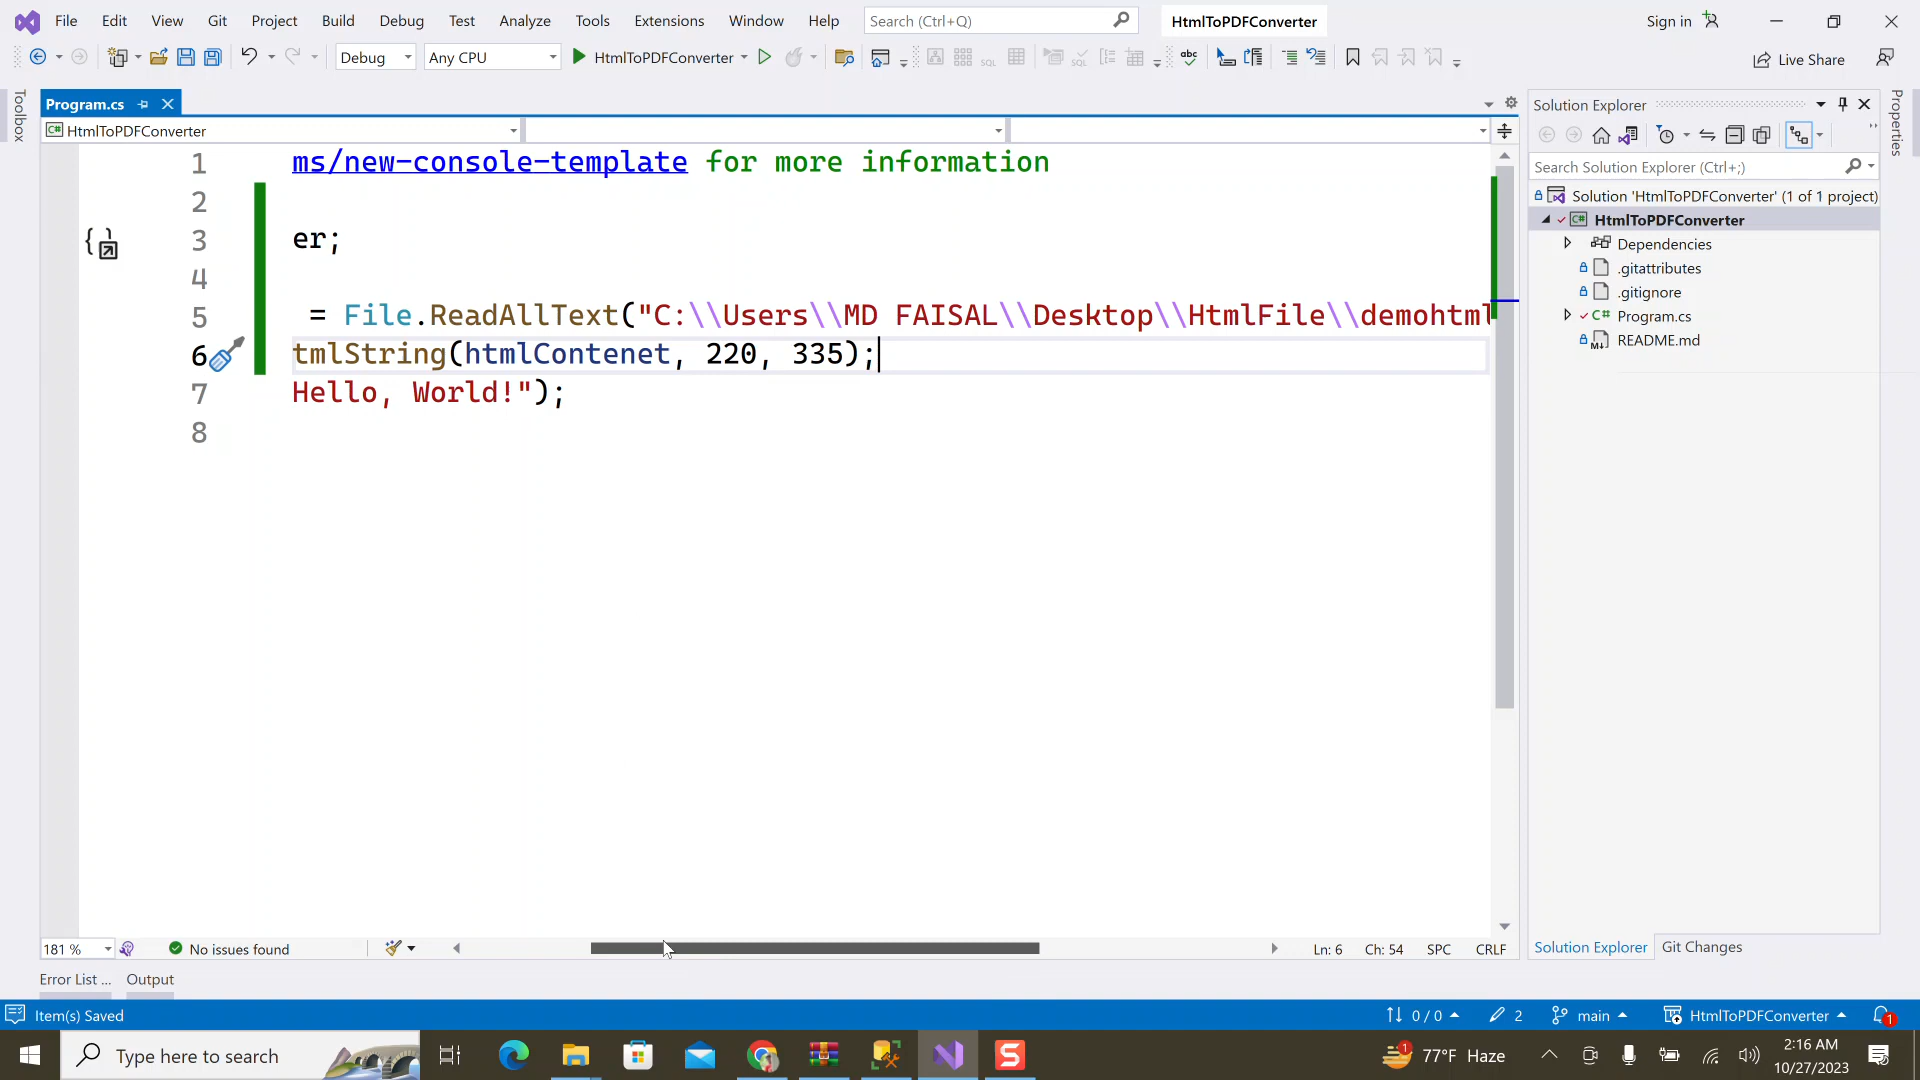 File Edit View Git Project Build Debug Test Analyze Tools Extensions Window Help Search (Ctrl+Q) HtmlToPDFConverter Sign in
Debug Any CPU HtmlToPDFConverter Live Share
Toolbox
Program.cs
HtmlToPDFConverter
1 ms/new-console-template for more information
2
3 er;
4
5 = File.ReadAllText("C:\\Users\\MD FAISAL\\Desktop\\HtmlFile\\demohtml
6 tmlString(htmlContenet, 220, 335);
7 Hello, World!");
8
181 % No issues found Ln: 6 Ch: 54 SPC CRLF
Error List ... Output
Solution Explorer
Search Solution Explorer (Ctrl+;)
Solution 'HtmlToPDFConverter' (1 of 1 project)
HtmlToPDFConverter
Dependencies
.gitattributes
.gitignore
Program.cs
README.md
Solution Explorer Git Changes
Properties
Item(s) Saved 0 / 0 2 main HtmlToPDFConverter 1
Type here to search 1 77°F Haze 2:16 AM
10/27/2023